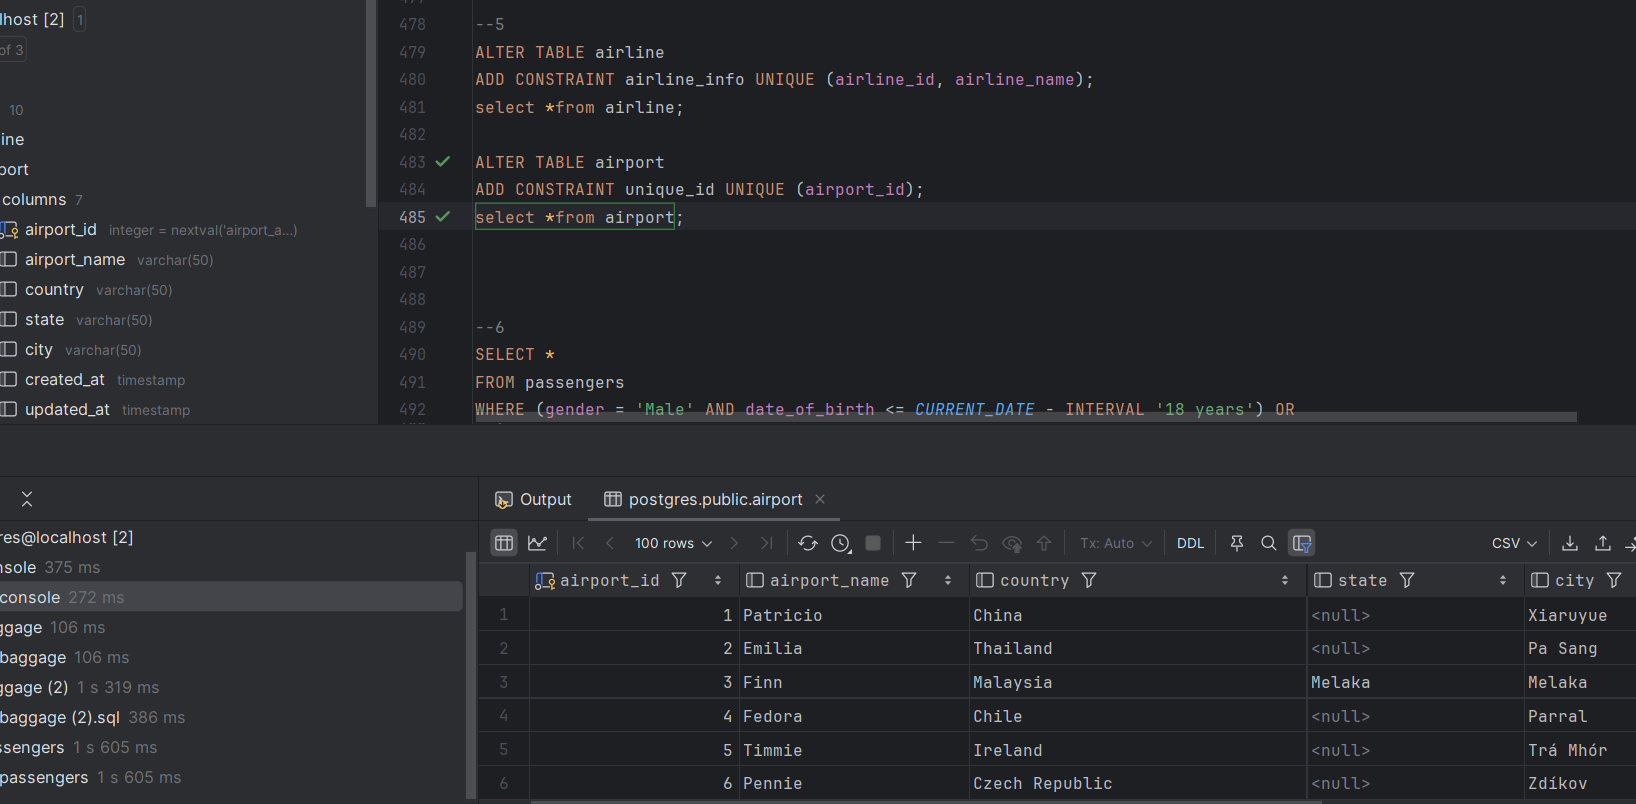 lhost [2] 1
of 3
10
ine
port
columns 7
airport_id integer = nextval('airport_a...)
airport_name varchar(50)
country varchar(50)
state varchar(50)
city varchar(50)
created_at timestamp
updated_at timestamp
478 --5
479 ALTER TABLE airline
480 ADD CONSTRAINT airline_info UNIQUE (airline_id, airline_name);
481 select *from airline;
482
483 ALTER TABLE airport
484 ADD CONSTRAINT unique_id UNIQUE (airport_id);
485 select *from airport;
486
487
488
489 --6
490 SELECT *
491 FROM passengers
492 WHERE (gender = 'Male' AND date_of_birth <= CURRENT_DATE - INTERVAL '18 years') OR
res@localhost [2]
nsole 375 ms
console 272 ms
ggage 106 ms
baggage 106 ms
ggage (2) 1 s 319 ms
baggage (2).sql 386 ms
ssengers 1 s 605 ms
passengers 1 s 605 ms
Output postgres.public.airport
100 rows Tx: Auto DDL CSV
airport_id airport_name country state city
1 1 Patricio China <null> Xiaruyue
2 2 Emilia Thailand <null> Pa Sang
3 3 Finn Malaysia Melaka Melaka
4 4 Fedora Chile <null> Parral
5 5 Timmie Ireland <null> Trá Mhór
6 6 Pennie Czech Republic <null> Zdíkov